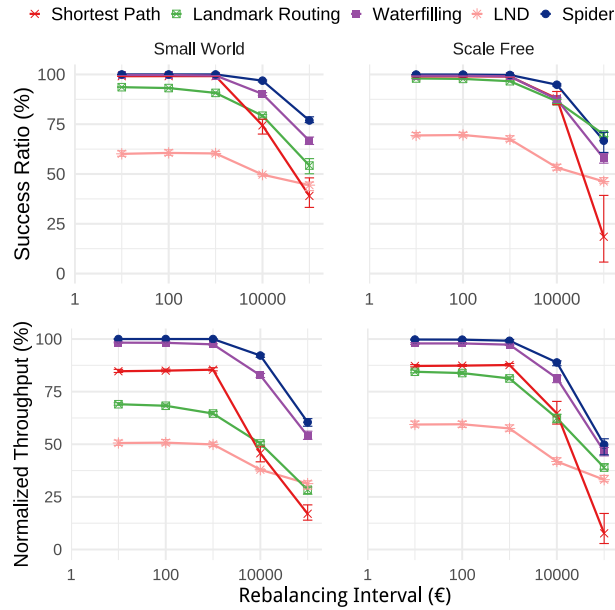 Shortest Path Landmark Routing Waterfilling LND Spider
Small World Scale Free
Success Ratio (%)
100
75
50
25
0
1 100 10000 1 100 10000
Normalized Throughput (%)
100
75
50
25
0
1 100 10000 1 100 10000
Rebalancing Interval (€)